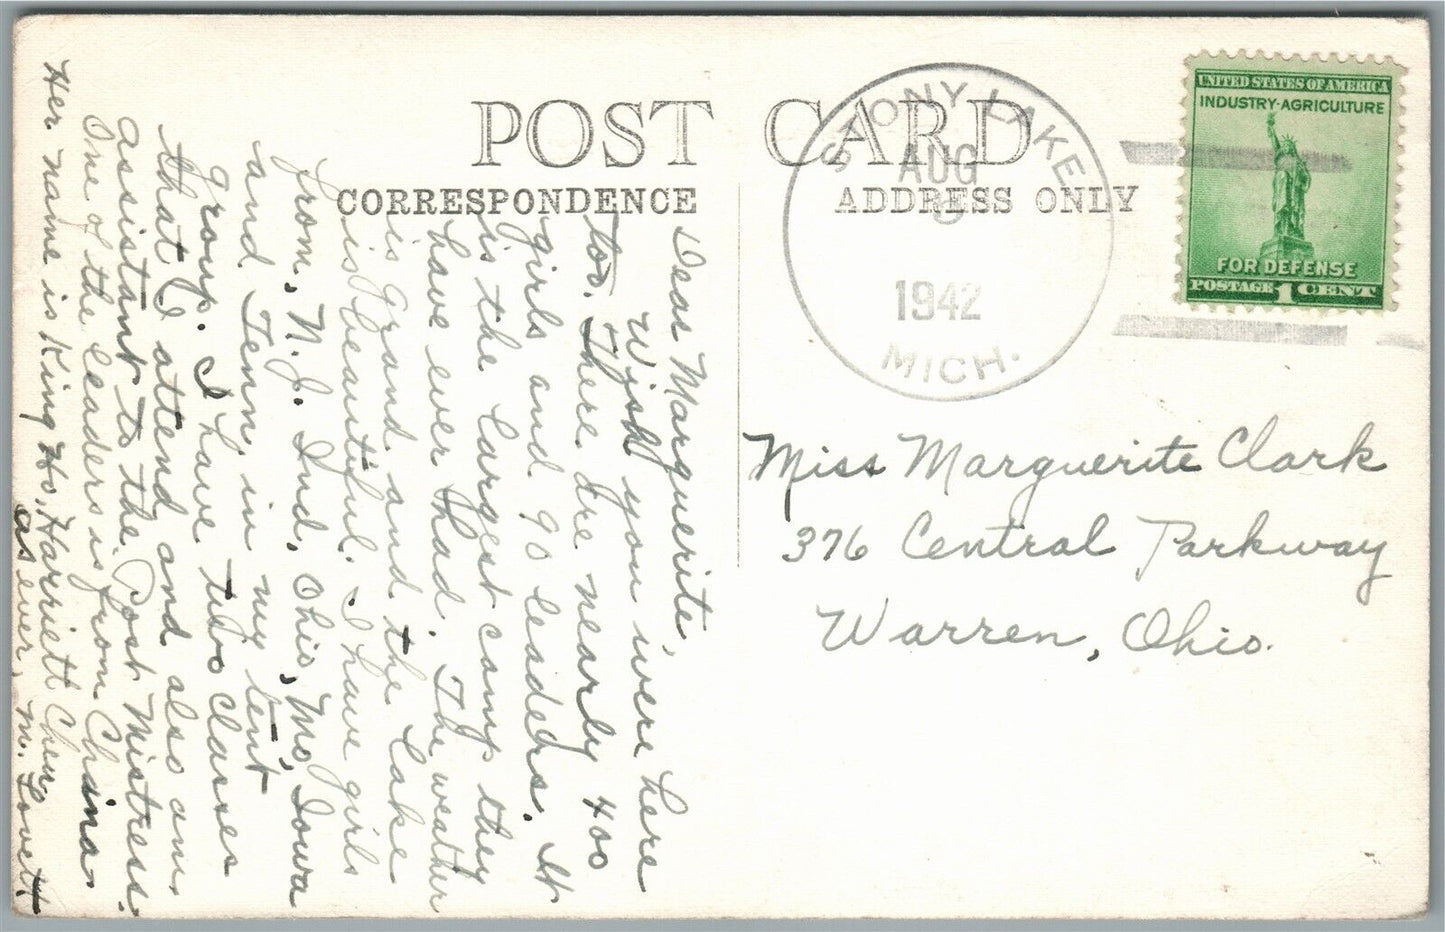 POST CARD
CORRESPONDENCE
ADDRESS ONLY
STONY LAKE
AUG
1942
MICH.
UNITED STATES OF AMERICA
INDUSTRY·AGRICULTURE
FOR DEFENSE
POSTAGE 1 CENT
Miss Marguerite Clark
376 Central Parkway
Warren, Ohio.
Dear Marguerite,
Wish you were here
too. There are nearly 400
girls and 90 leaders. It
is the largest camp they
have ever had. The weather
is grand and the lake
is beautiful. I have girls
from, N.J. Ind. Ohio, Mo, Iowa
and Tenn. in my tent
group. I have two classes
that I attend and also am
assistant to the Post Mistress.
One of the leaders is from China.
Her name is King Ho, Harriett Chen
as ever, M. Lovett